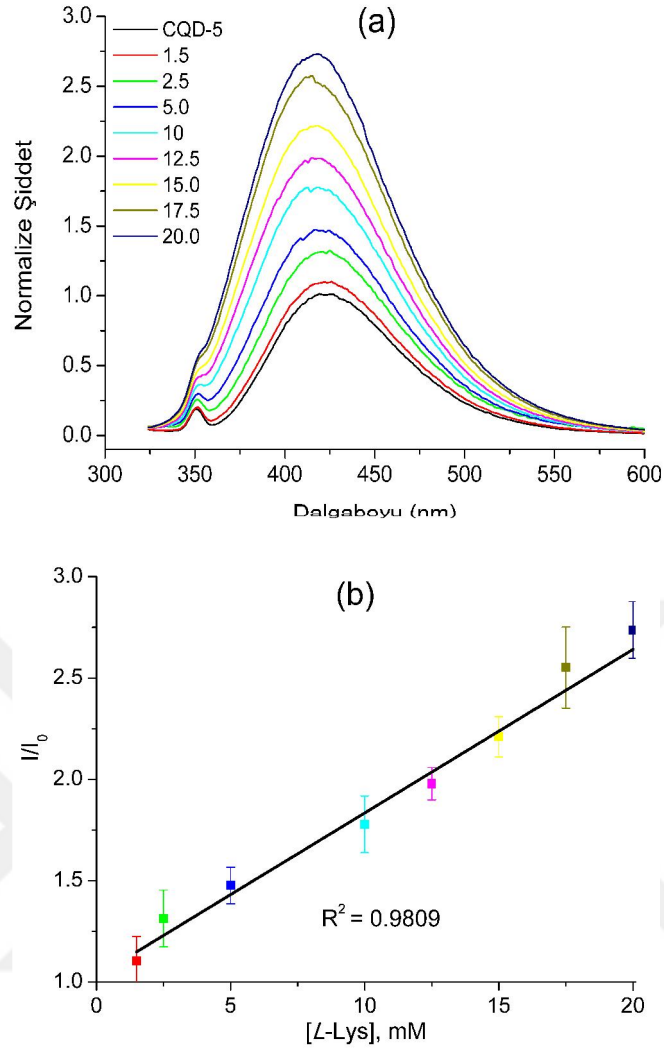 (a)
CQD-5
1.5
2.5
5.0
10
12.5
15.0
17.5
20.0
3.0
2.5
2.0
1.5
1.0
0.5
0.0
Normalize Şiddet
300 350 400 450 500 550 600
Dalgaboyu (nm)
(b)
3.0
2.5
2.0
1.5
1.0
I/I₀
R² = 0.9809
0 5 10 15 20
[L-Lys], mM